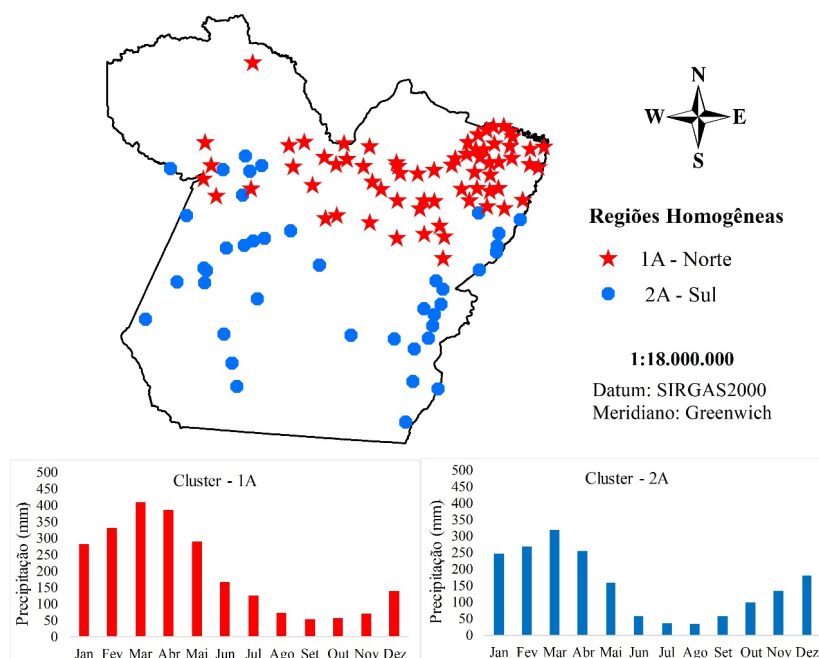 N
W E
S
Regiões Homogêneas
1A - Norte
2A - Sul
1:18.000.000
Datum: SIRGAS2000
Meridiano: Greenwich
Cluster - 1A
Precipitação (mm)
500
450
400
350
300
250
200
150
100
50
0
Jan Fev Mar Abr Mai Jun Jul Ago Set Out Nov Dez
Cluster - 2A
Precipitação (mm)
500
450
400
350
300
250
200
150
100
50
0
Jan Fev Mar Abr Mai Jun Jul Ago Set Out Nov Dez